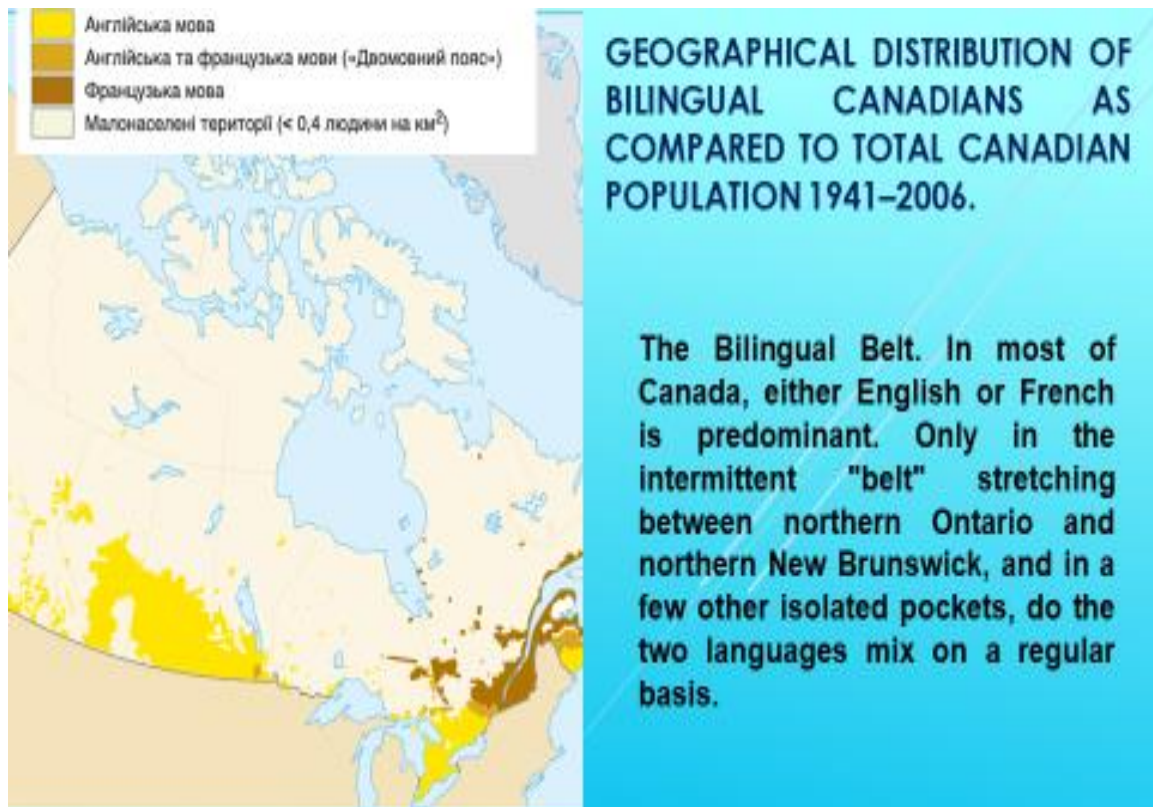 Англійська мова
Англійська та французька мови («Двомовний пояс»)
Французька мова
Малонаселені території (< 0,4 людини на км²)
GEOGRAPHICAL DISTRIBUTION OF
BILINGUAL CANADIANS AS
COMPARED TO TOTAL CANADIAN
POPULATION 1941–2006.
The Bilingual Belt. In most of
Canada, either English or French
is predominant. Only in the
intermittent "belt" stretching
between northern Ontario and
northern New Brunswick, and in a
few other isolated pockets, do the
two languages mix on a regular
basis.